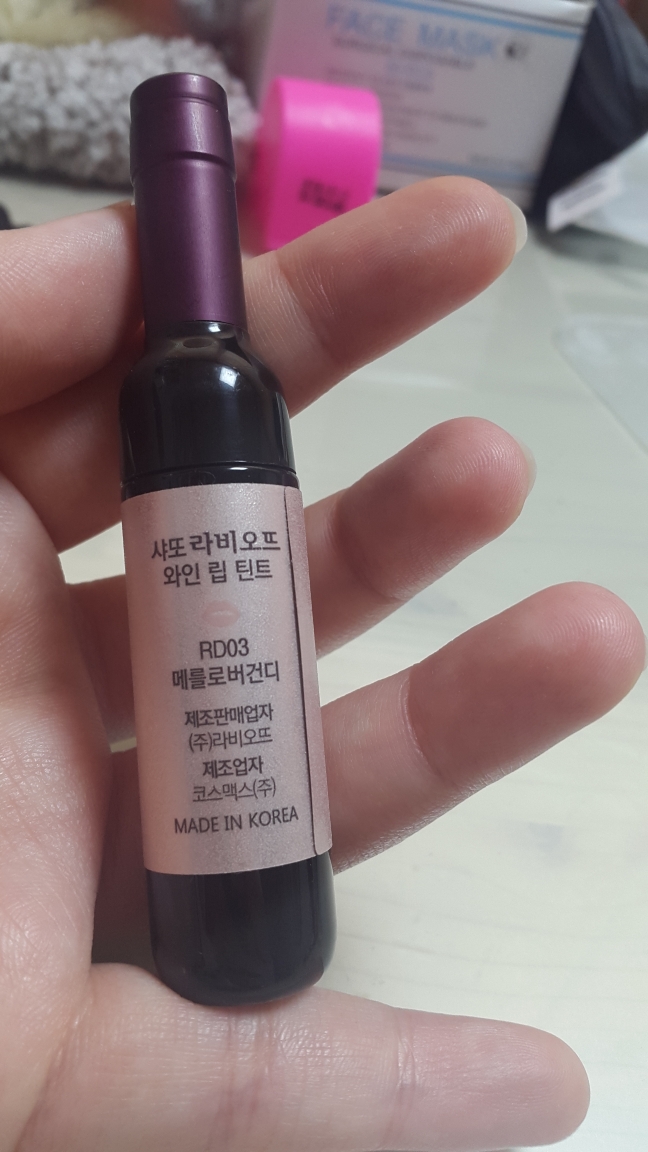 FACE MASK
샤또 라비오뜨
와인 립 틴트
RD03
메를로버건디
제조판매업자
(주)라비오뜨
제조업자
코스맥스(주)
MADE IN KOREA